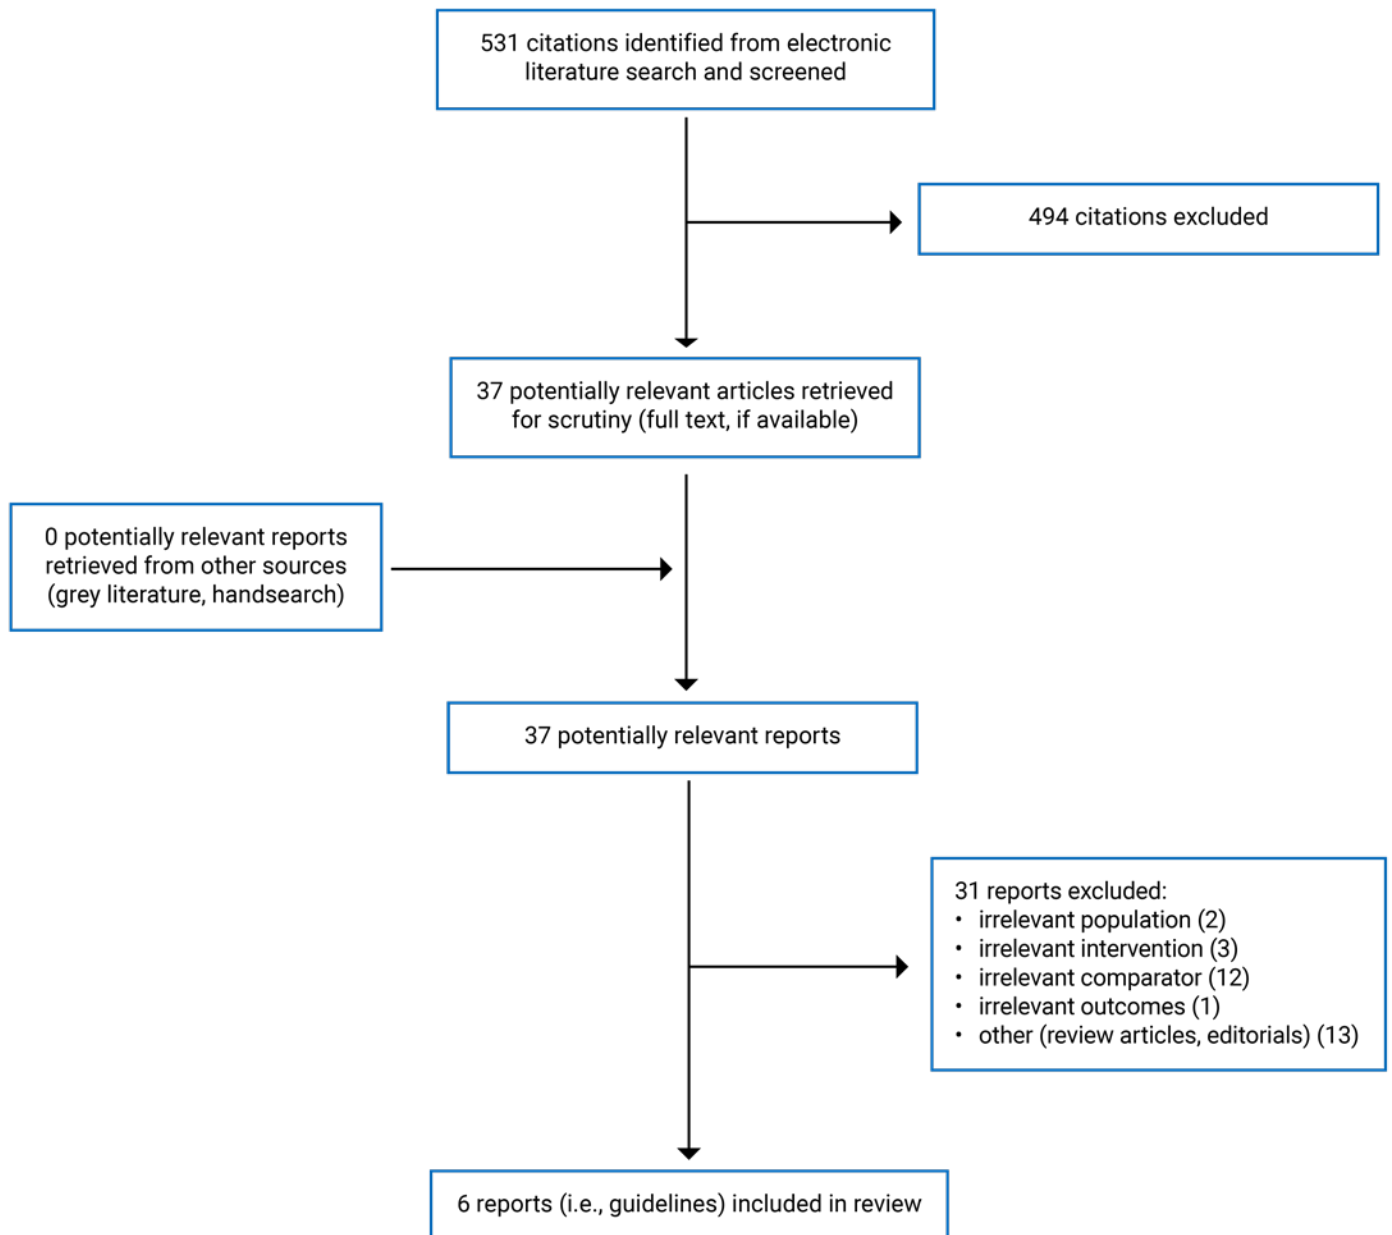 531 citations identified from electronic
literature search and screened
494 citations excluded
37 potentially relevant articles retrieved
for scrutiny (full text, if available)
0 potentially relevant reports
retrieved from other sources
(grey literature, handsearch)
37 potentially relevant reports
31 reports excluded:
• irrelevant population (2)
• irrelevant intervention (3)
• irrelevant comparator (12)
• irrelevant outcomes (1)
• other (review articles, editorials) (13)
6 reports (i.e., guidelines) included in review